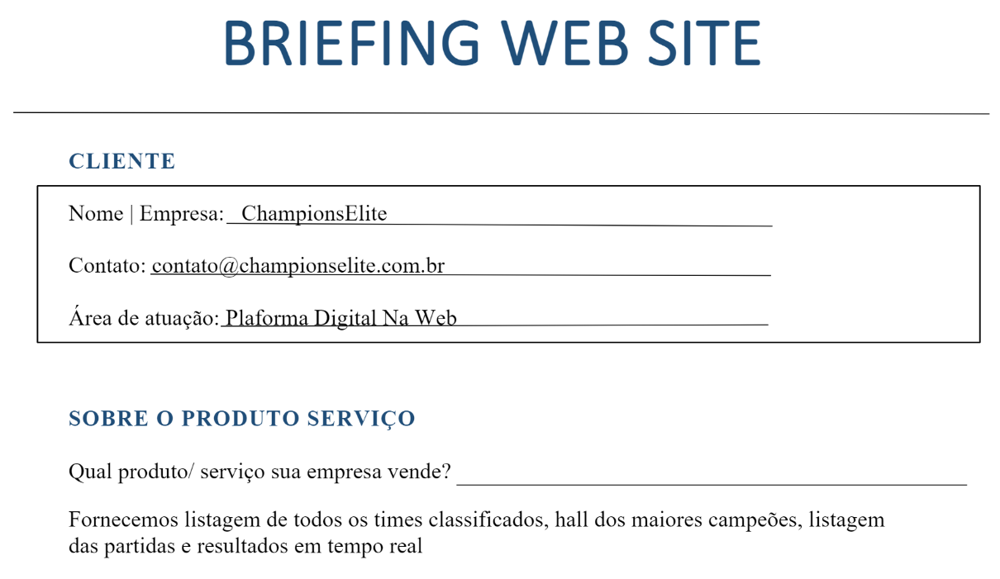 BRIEFING WEB SITE
CLIENTE
Nome | Empresa: ChampionsElite
Contato: contato@championselite.com.br
Área de atuação: Plaforma Digital Na Web
SOBRE O PRODUTO SERVIÇO
Qual produto/ serviço sua empresa vende?
Fornecemos listagem de todos os times classificados, hall dos maiores campeões, listagem
das partidas e resultados em tempo real